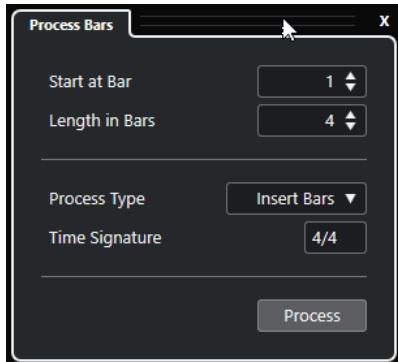 Process Bars X
Start at Bar 1
Length in Bars 4
Process Type Insert Bars
Time Signature 4/4
Process